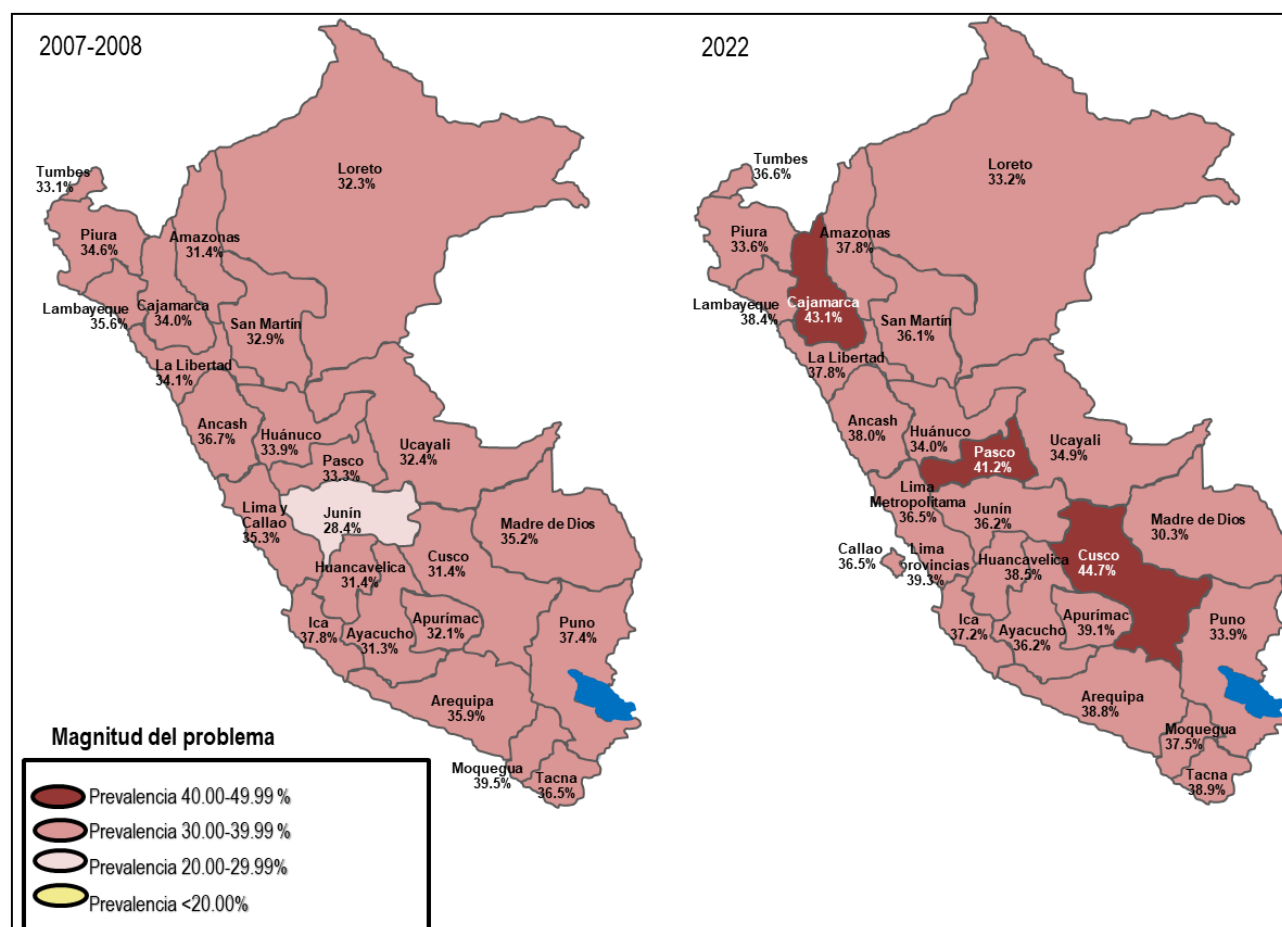 2007-2008
Loreto
32.3%
Tumbes
33.1%
Piura
34.6%
Amazonas
31.4%
Lambayeque
35.6%
Cajamarca
34.0%
San Martín
32.9%
La Libertad
34.1%
Ancash
36.7%
Huánuco
33.9%
Ucayali
32.4%
Pasco
33.3%
Lima y
Callao
35.3%
Junín
28.4%
Madre de Dios
35.2%
Huancavelica
31.4%
Cusco
31.4%
Ica
37.8%
Ayacucho
31.3%
Apurímac
32.1%
Puno
37.4%
Arequipa
35.9%
Moquegua
39.5%
Tacna
36.5%
2022
Tumbes
36.6%
Loreto
33.2%
Piura
33.6%
Amazonas
37.8%
Lambayeque
38.4%
Cajamarca
43.1%
San Martín
36.1%
La Libertad
37.8%
Ancash
38.0%
Huánuco
34.0%
Pasco
41.2%
Ucayali
34.9%
Lima
Metropolitama
36.5%
Junín
36.2%
Madre de Dios
30.3%
Callao
36.5%
Lima
provincias
39.3%
Huancavelica
38.5%
Cusco
44.7%
Ica
37.2%
Ayacucho
36.2%
Apurímac
39.1%
Puno
33.9%
Arequipa
38.8%
Moquegua
37.5%
Tacna
38.9%
Magnitud del problema
Prevalencia 40.00-49.99 %
Prevalencia 30.00-39.99 %
Prevalencia 20.00-29.99%
Prevalencia <20.00%